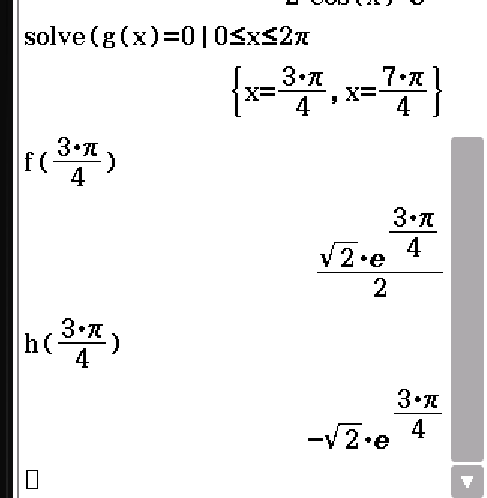 solve(g(x)=0|0≤x≤2π
{x=3·π/4, x=7·π/4}
f(3·π/4)
√2·e^(3·π/4)/2
h(3·π/4)
-√2·e^(3·π/4)